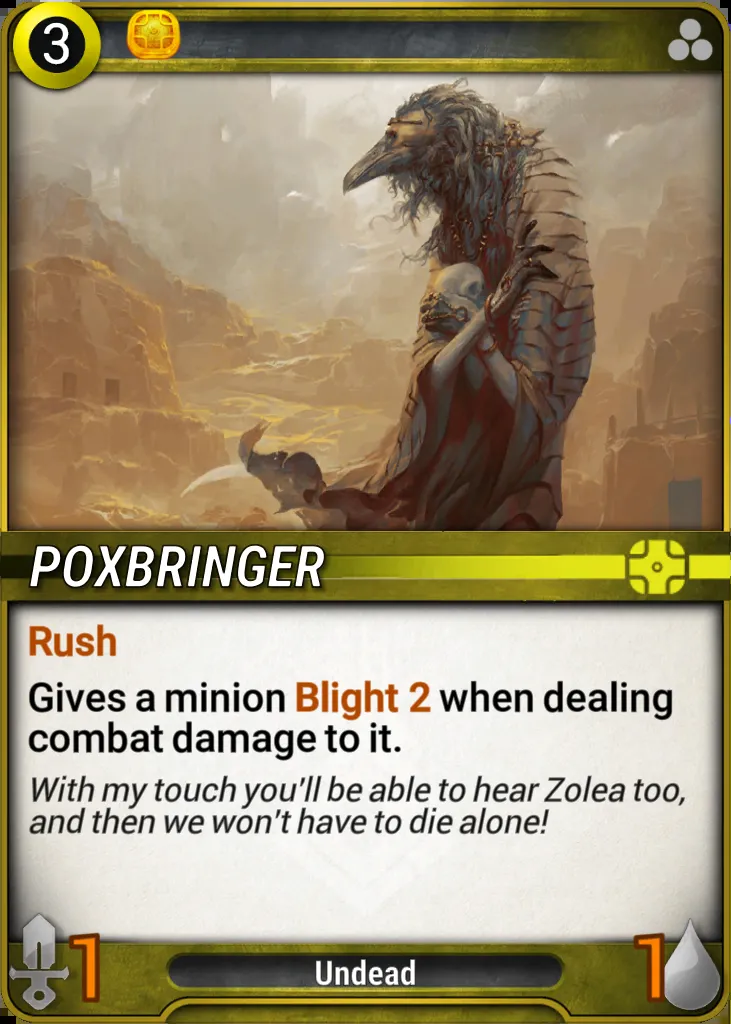 3
POXBRINGER
Rush
Gives a minion Blight 2 when dealing
combat damage to it.
With my touch you'll be able to hear Zolea too,
and then we won't have to die alone!
1
Undead
1